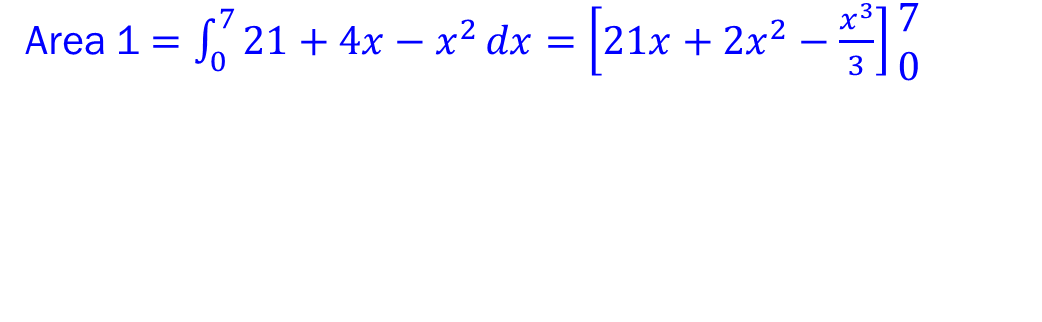 Area 1 = ∫₀⁷ 21 + 4x − x² dx = [21x + 2x² − x³/3]₀⁷